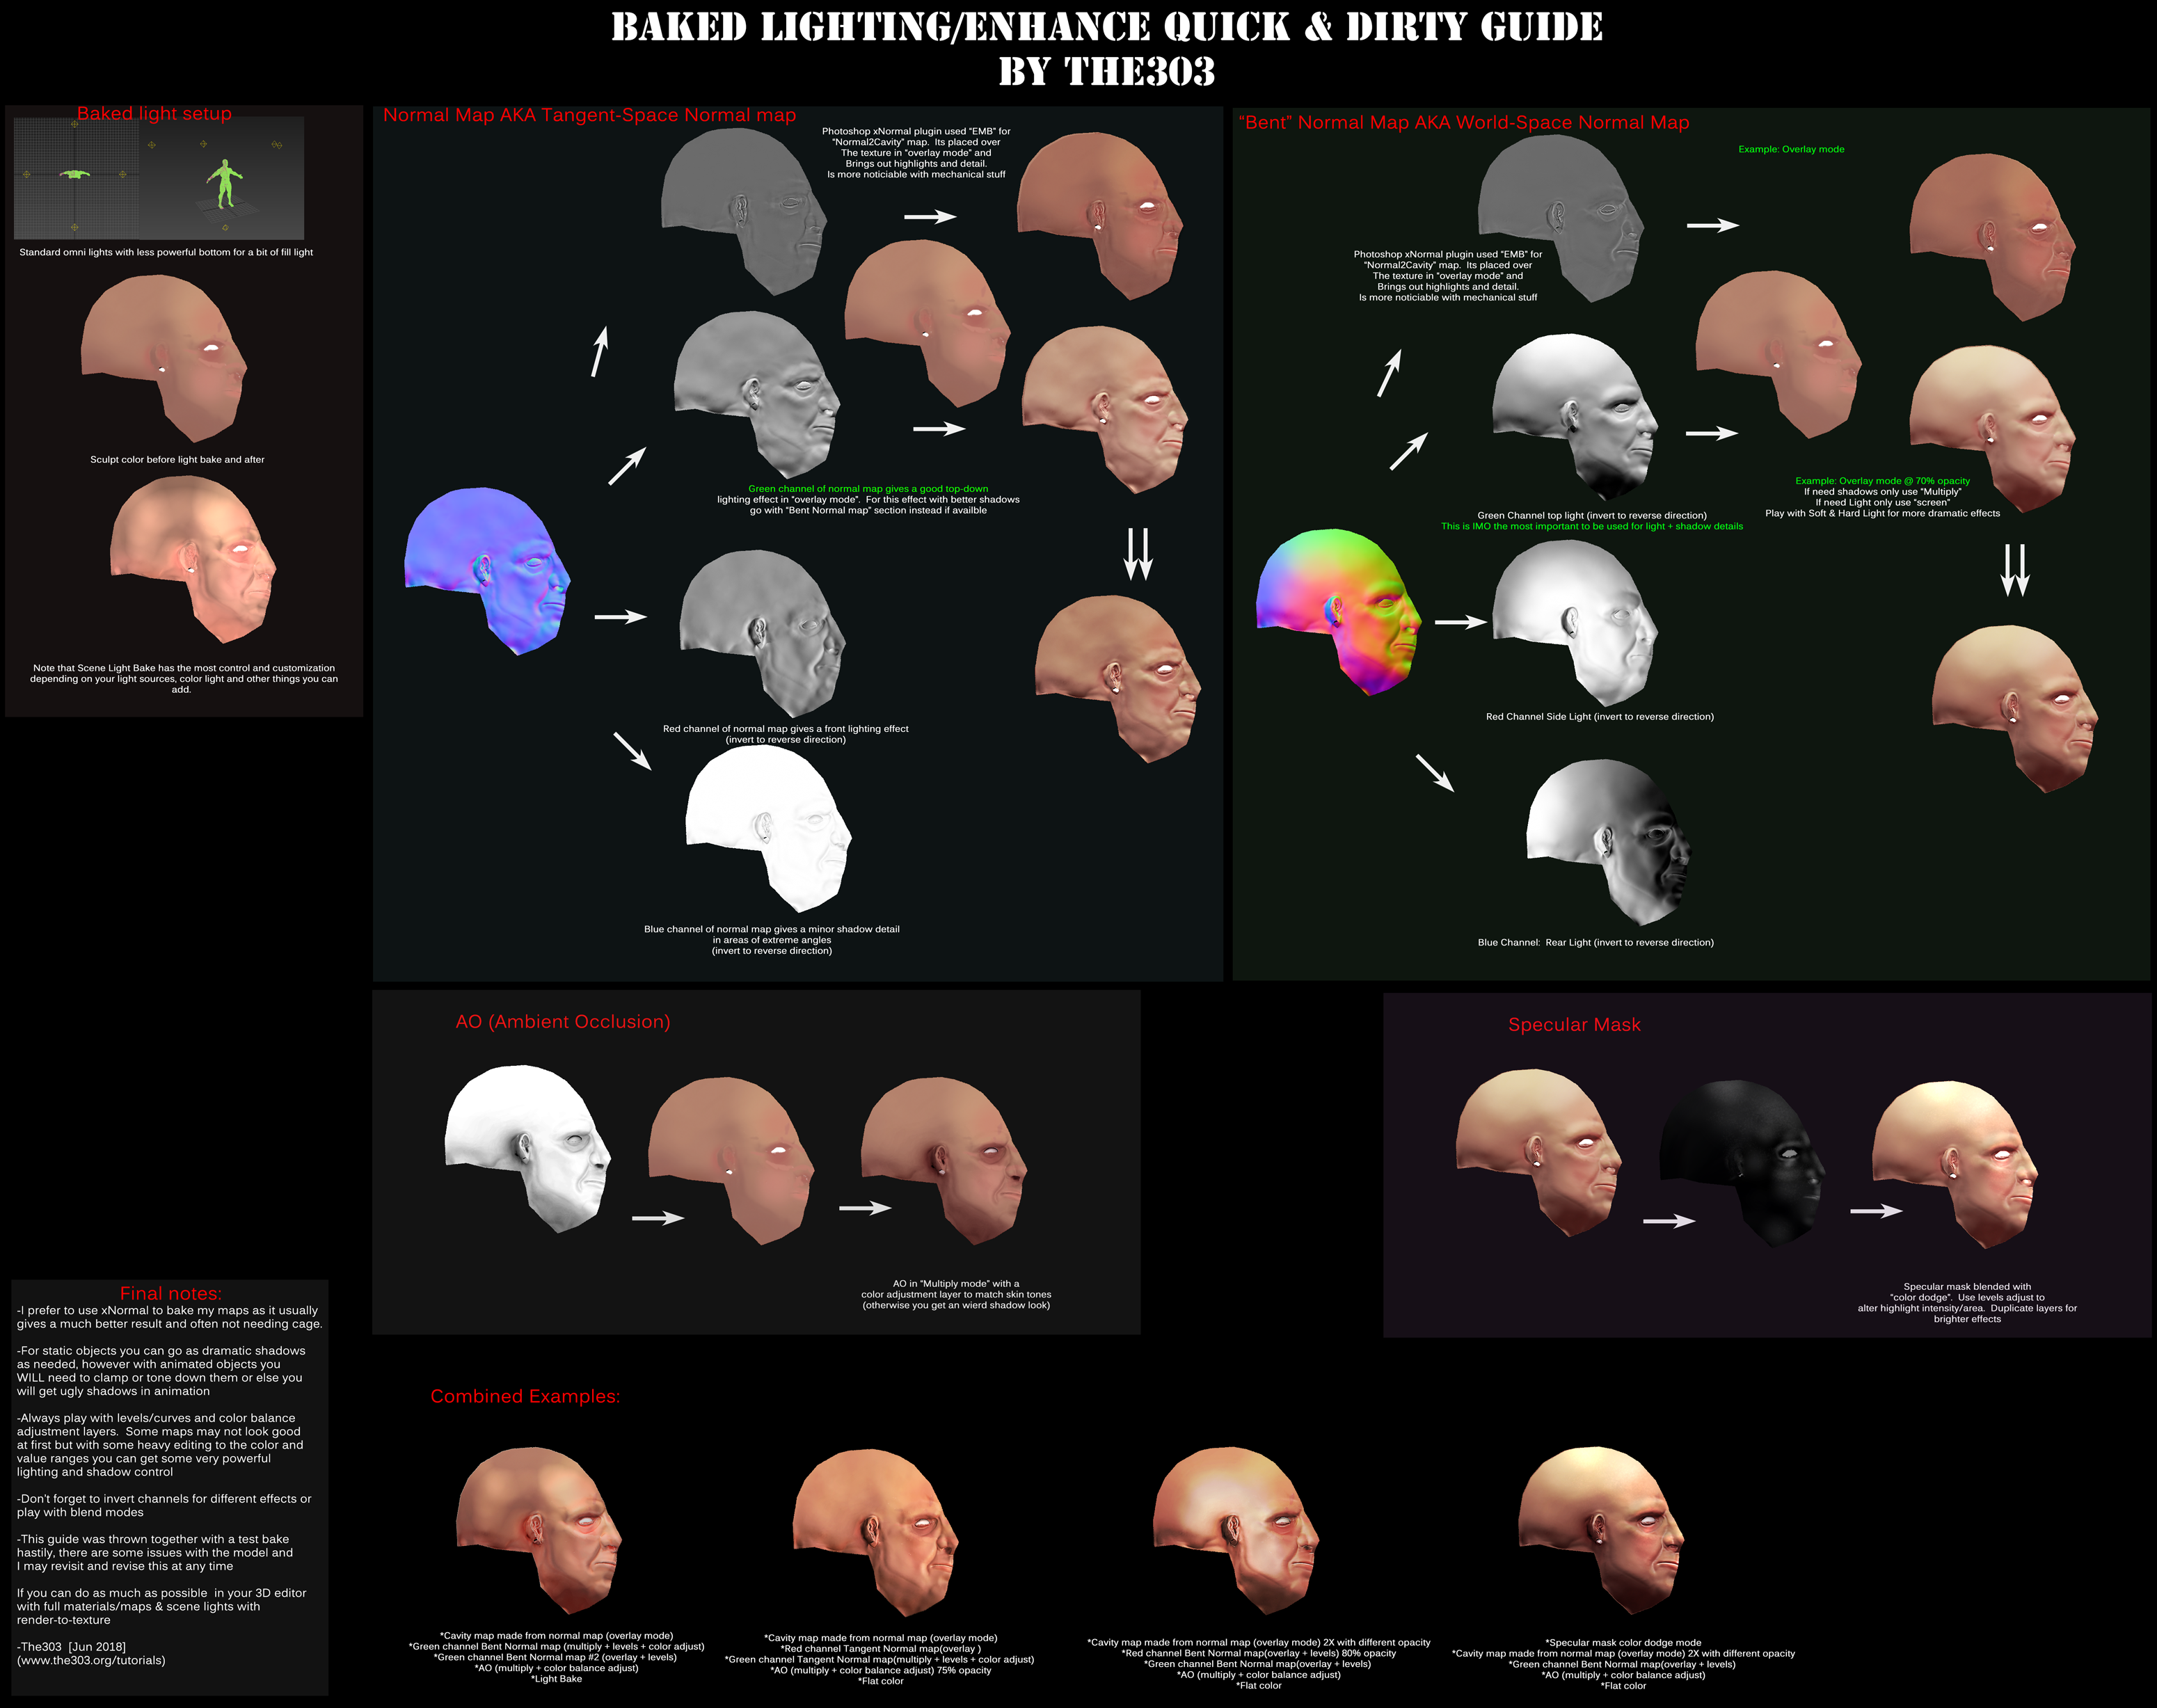 BAKED LIGHTING/ENHANCE QUICK & DIRTY GUIDE
BY THE303
Baked light setup
Standard omni lights with less powerful bottom for a bit of fill light
Sculpt color before light bake and after
Note that Scene Light Bake has the most control and customization
depending on your light sources, color light and other things you can
add.
Normal Map AKA Tangent-Space Normal map
Photoshop xNormal plugin used "EMB" for
"Normal2Cavity" map.  Its placed over
The texture in "overlay mode" and
Brings out highlights and detail.
Is more noticiable with mechanical stuff
Green channel of normal map gives a good top-down
lighting effect in "overlay mode".  For this effect with better shadows
go with "Bent Normal map" section instead if availble
Red channel of normal map gives a front lighting effect
(invert to reverse direction)
Blue channel of normal map gives a minor shadow detail
in areas of extreme angles
(invert to reverse direction)
"Bent" Normal Map AKA World-Space Normal Map
Example: Overlay mode
Photoshop xNormal plugin used "EMB" for
"Normal2Cavity" map.  Its placed over
The texture in "overlay mode" and
Brings out highlights and detail.
Is more noticiable with mechanical stuff
Example: Overlay mode @ 70% opacity
If need shadows only use "Multiply"
If need Light only use "screen"
Play with Soft & Hard Light for more dramatic effects
Green Channel top light (invert to reverse direction)
This is IMO the most important to be used for light + shadow details
Red Channel Side Light (invert to reverse direction)
Blue Channel:  Rear Light (invert to reverse direction)
AO (Ambient Occlusion)
AO in "Multiply mode" with a
color adjustment layer to match skin tones
(otherwise you get an wierd shadow look)
Specular Mask
Specular mask blended with
"color dodge".  Use levels adjust to
alter highlight intensity/area.  Duplicate layers for
brighter effects
Final notes:
-I prefer to use xNormal to bake my maps as it usually
gives a much better result and often not needing cage.
-For static objects you can go as dramatic shadows
as needed, however with animated objects you
WILL need to clamp or tone down them or else you
will get ugly shadows in animation
-Always play with levels/curves and color balance
adjustment layers.  Some maps may not look good
at first but with some heavy editing to the color and
value ranges you can get some very powerful
lighting and shadow control
-Don't forget to invert channels for different effects or
play with blend modes
-This guide was thrown together with a test bake
hastily, there are some issues with the model and
I may revisit and revise this at any time
If you can do as much as possible  in your 3D editor
with full materials/maps & scene lights with
render-to-texture
-The303  [Jun 2018]
(www.the303.org/tutorials)
Combined Examples:
*Cavity map made from normal map (overlay mode)
*Green channel Bent Normal map (multiply + levels + color adjust)
*Green channel Bent Normal map #2 (overlay + levels)
*AO (multiply + color balance adjust)
*Light Bake
*Cavity map made from normal map (overlay mode)
*Red channel Tangent Normal map(overlay )
*Green channel Tangent Normal map(multiply + levels + color adjust)
*AO (multiply + color balance adjust) 75% opacity
*Flat color
*Cavity map made from normal map (overlay mode) 2X with different opacity
*Red channel Bent Normal map(overlay + levels) 80% opacity
*Green channel Bent Normal map(overlay + levels)
*AO (multiply + color balance adjust)
*Flat color
*Specular mask color dodge mode
*Cavity map made from normal map (overlay mode) 2X with different opacity
*Green channel Bent Normal map(overlay + levels)
*AO (multiply + color balance adjust)
*Flat color